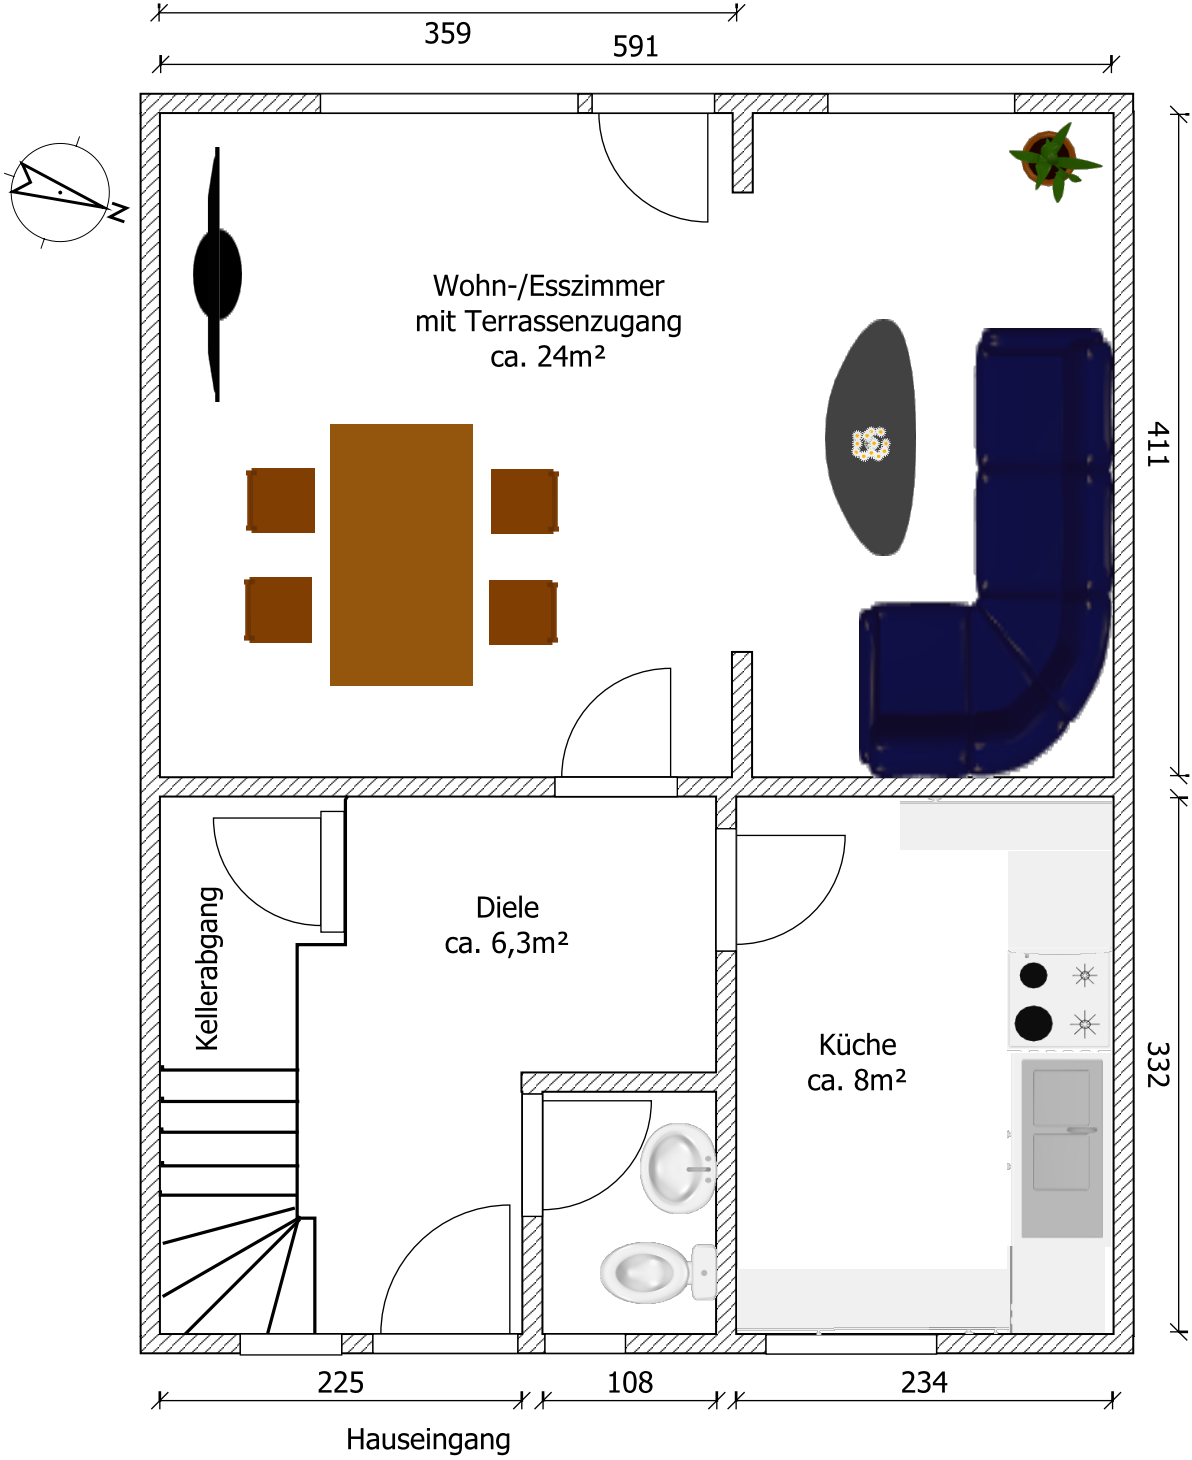 359
591
N
Wohn-/Esszimmer
mit Terrassenzugang
ca. 24m²
411
Diele
ca. 6,3m²
Kellerabgang
Küche
ca. 8m²
332
225
108
234
Hauseingang